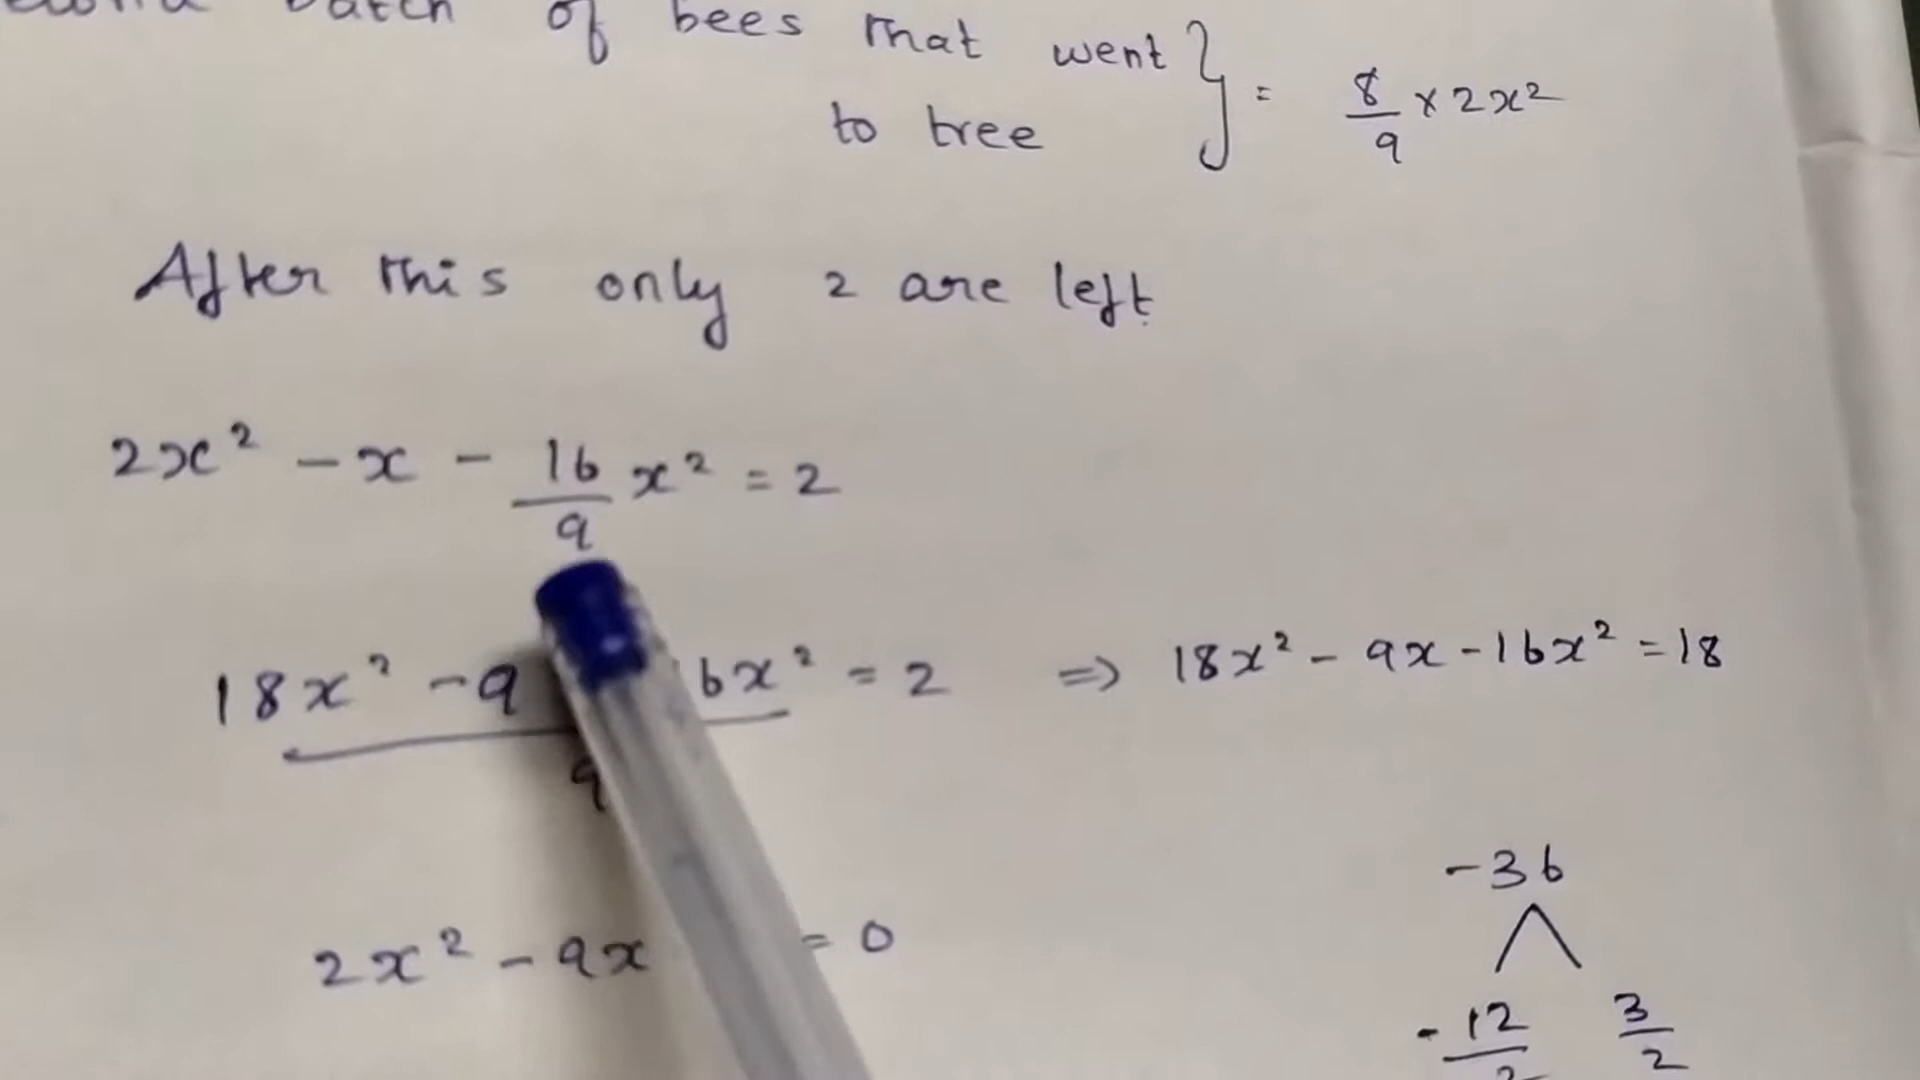 of bees that went } = 8/9 × 2x²
to tree
After this only 2 are left.
2x² - x - 16/9 x² = 2
18x² - 9 6x² = 2 ⇒ 18x² - 9x - 16x² = 18
9
-36
2x² - 9x = 0
-12 3/2